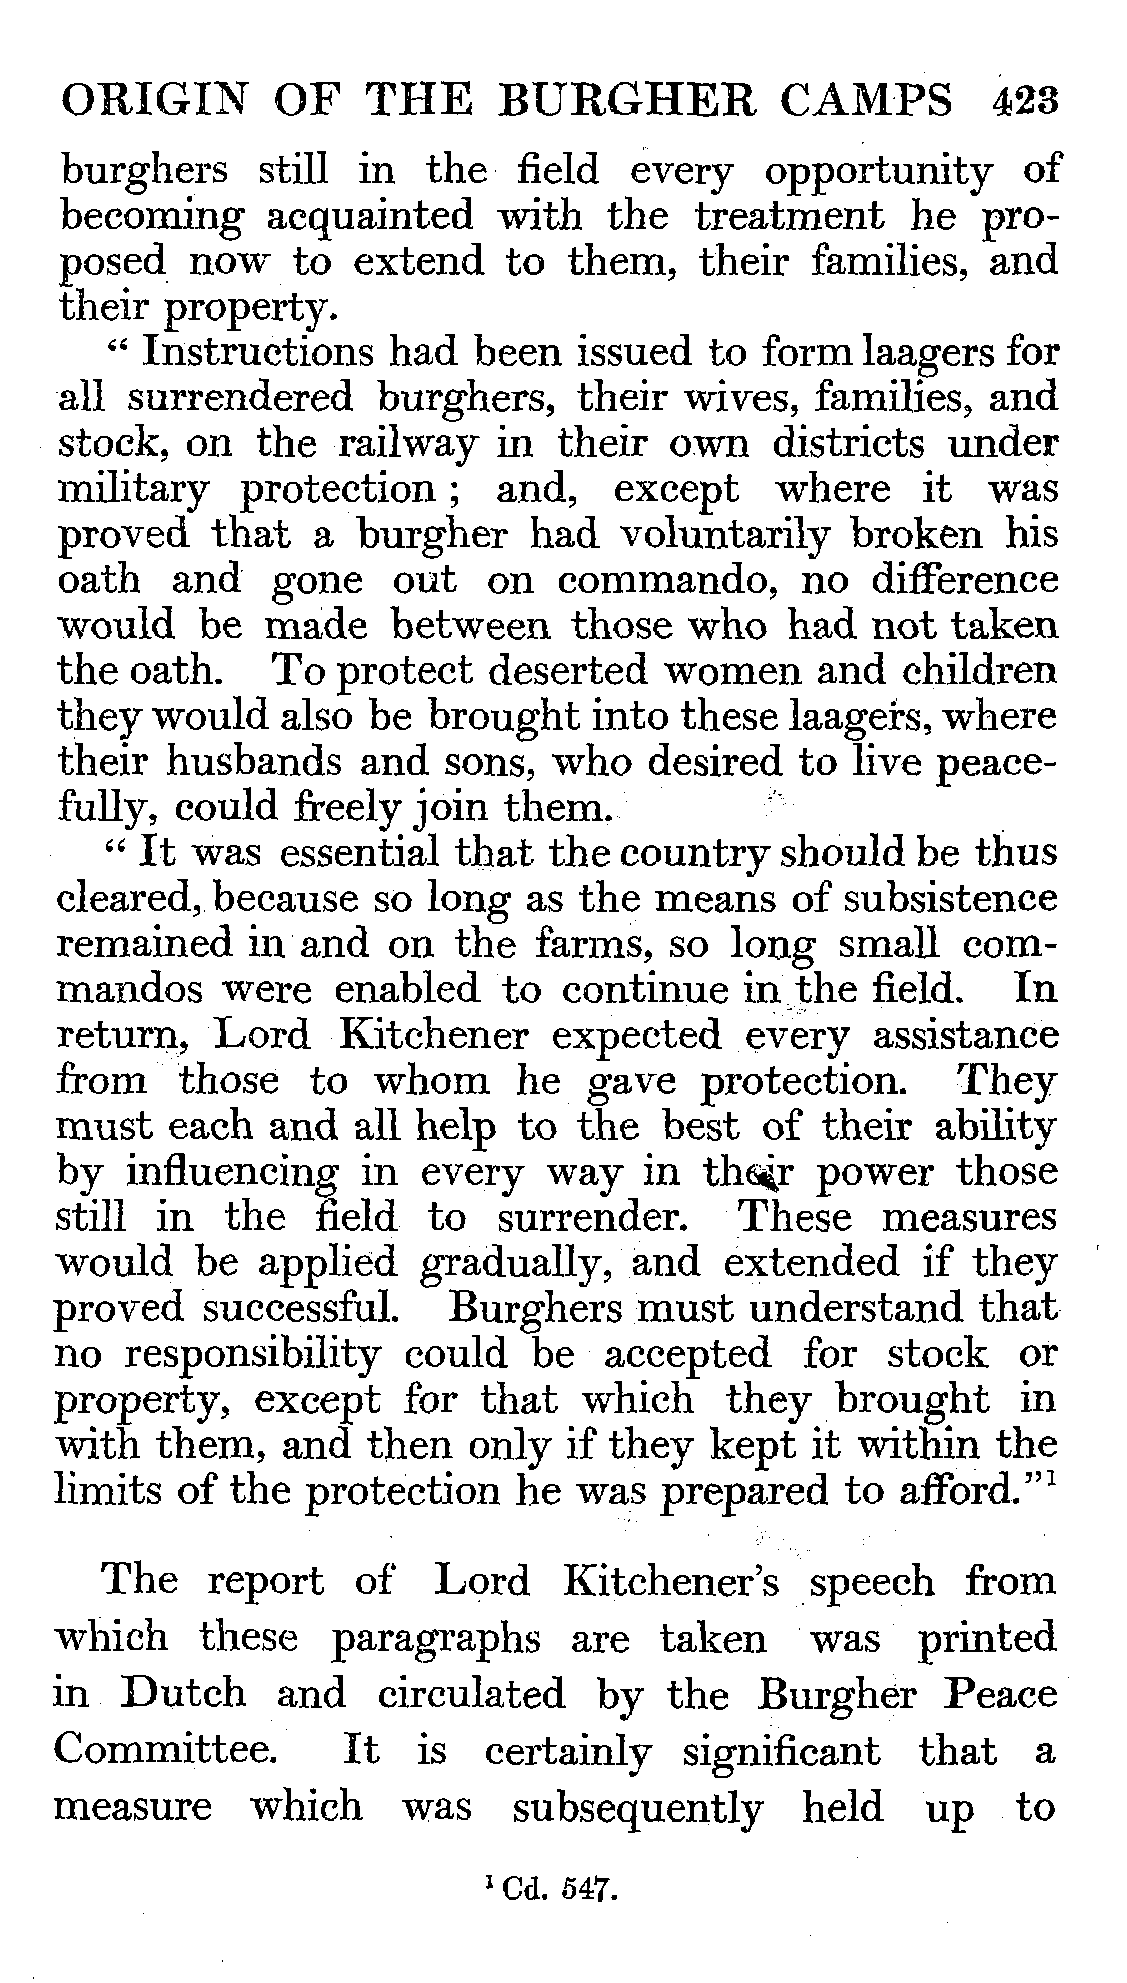 ORIGIN OF THE BURGHER CAMPS 423
burghers still in the field every opportunity of
becoming acquainted with the treatment he pro-
posed now to extend to them, their families, and
their property.
“ Instructions had been issued to form laagers for
all surrendered burghers, their wives, families, and
stock, on the railway in their own districts under
military protection ; and, except where it was
proved that a burgher had voluntarily broken his
oath and gone out on commando, no difference
would be made between those who had not taken
the oath. To protect deserted women and children
they would also be brought into these laagers, where
their husbands and sons, who desired to live peace-
fully, could freely join them.
“ It was essential that the country should be thus
cleared, because so long as the means of subsistence
remained in and on the farms, so long small com-
mandos were enabled to continue in the field. In
return, Lord Kitchener expected every assistance
from those to whom he gave protection. They
must each and all help to the best of their ability
by influencing in every way in their power those
still in the field to surrender. These measures
would be applied gradually, and extended if they
proved successful. Burghers must understand that
no responsibility could be accepted for stock or
property, except for that which they brought in
with them, and then only if they kept it within the
limits of the protection he was prepared to afford.”¹
The report of Lord Kitchener’s speech from
which these paragraphs are taken was printed
in Dutch and circulated by the Burgher Peace
Committee. It is certainly significant that a
measure which was subsequently held up to
¹ Cd. 547.